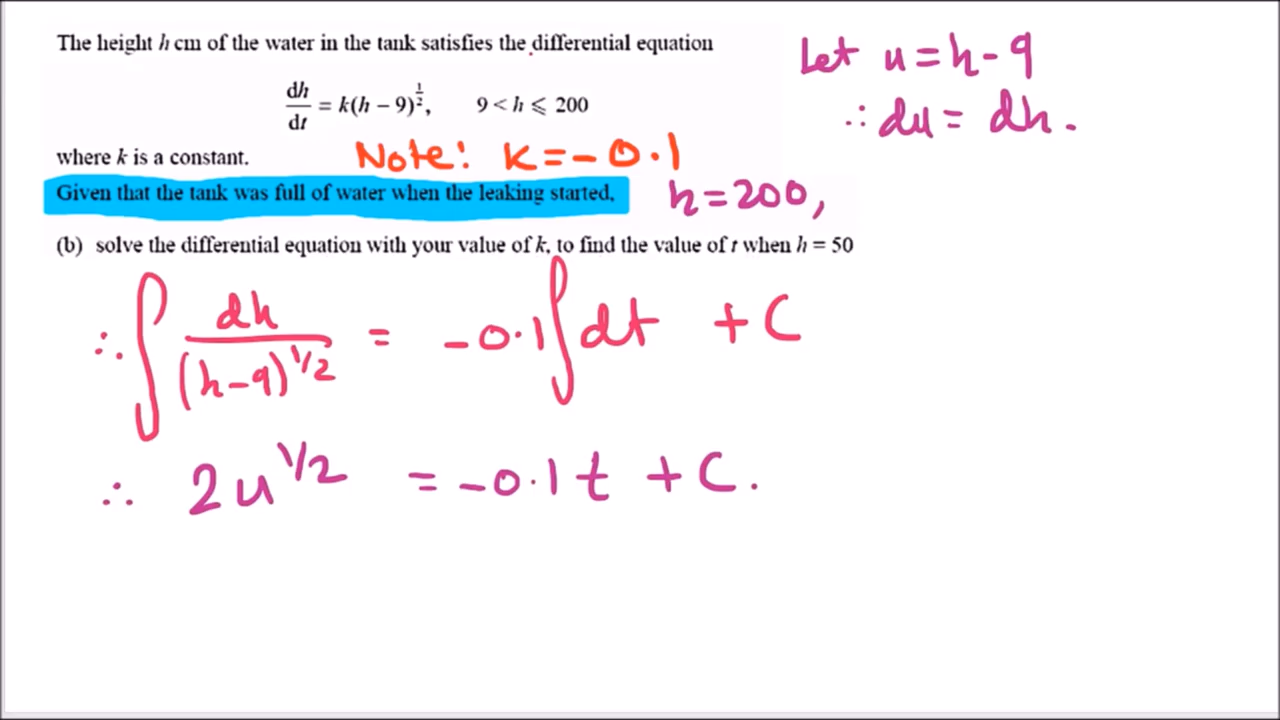 The height h cm of the water in the tank satisfies the differential equation
dh/dt = k(h − 9)^(1/2), 9 < h ⩽ 200
where k is a constant.
Note: K = -0.1
Given that the tank was full of water when the leaking started,
h = 200,
(b) solve the differential equation with your value of k, to find the value of t when h = 50
Let u = h - 9
∴ du = dh.
∴ ∫ dh/(h-9)^1/2 = -0.1 ∫ dt + C
∴ 2u^1/2 = -0.1t + C.